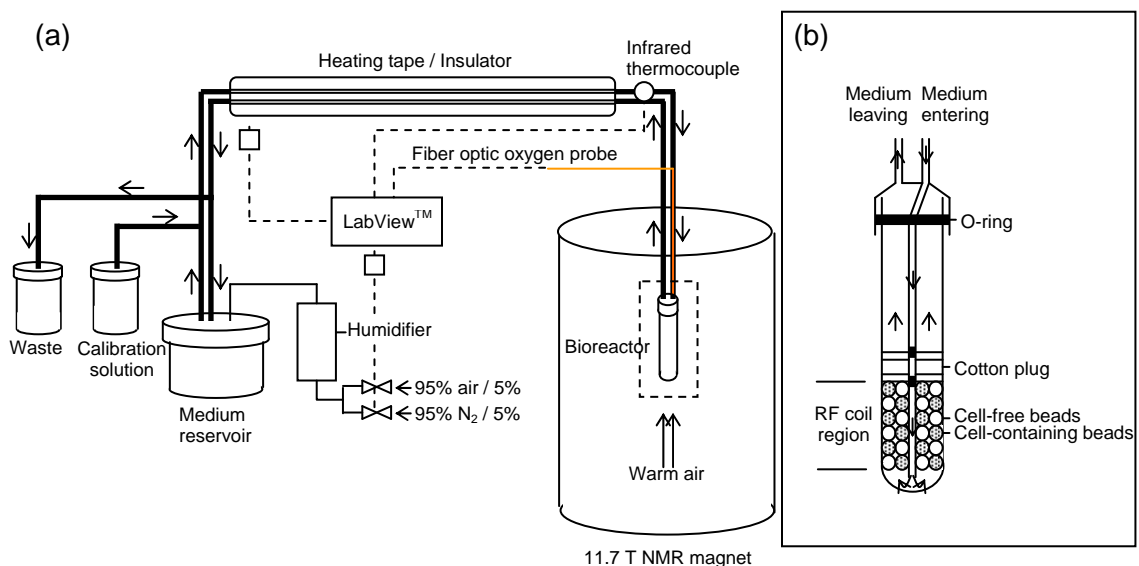 (a)
Heating tape / Insulator
Infrared
thermocouple
Fiber optic oxygen probe
LabView™
Waste
Calibration
solution
Medium
reservoir
Humidifier
95% air / 5%
95% N₂ / 5%
Bioreactor
Warm air
11.7 T NMR magnet
(b)
Medium
leaving
Medium
entering
O-ring
Cotton plug
RF coil
region
Cell-free beads
Cell-containing beads